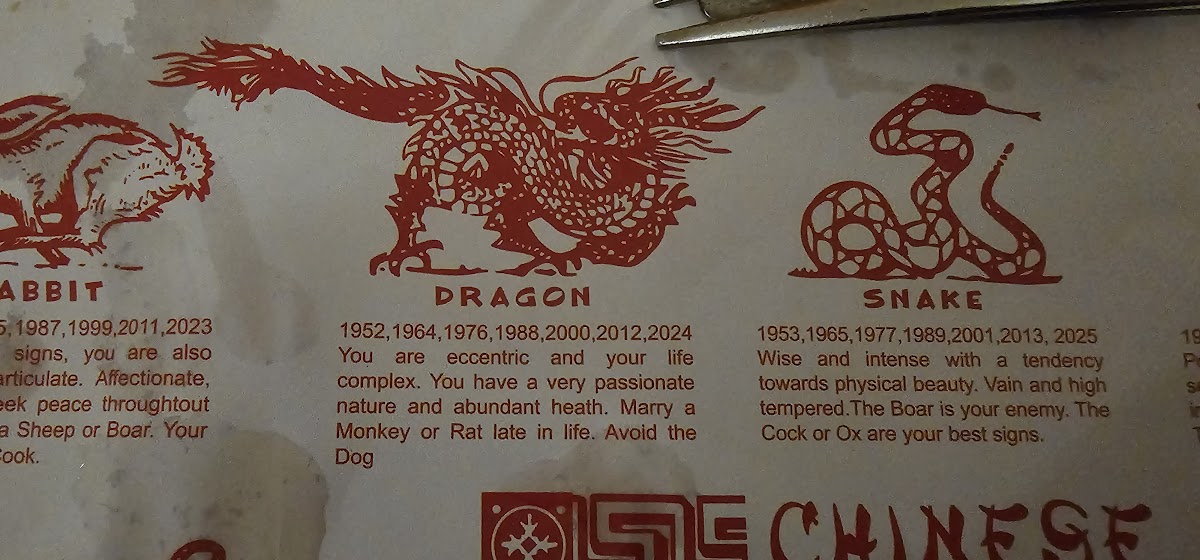 ABBIT
5,1987,1999,2011,2023
signs, you are also
articulate. Affectionate,
eek peace throughtout
a Sheep or Boar. Your
Cook.
DRAGON
1952,1964,1976,1988,2000,2012,2024
You are eccentric and your life
complex. You have a very passionate
nature and abundant heath. Marry a
Monkey or Rat late in life. Avoid the
Dog
SNAKE
1953,1965,1977,1989,2001,2013, 2025
Wise and intense with a tendency
towards physical beauty. Vain and high
tempered.The Boar is your enemy. The
Cock or Ox are your best signs.
19
CHINESE